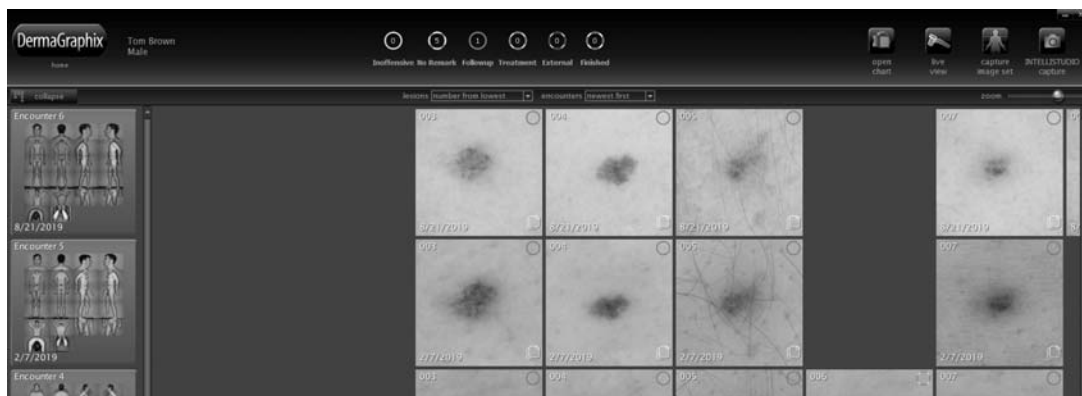 DermaGraphix
home
Tom Brown
Male
0 5 1 0 0 0
Inoffensive No Remark Followup Treatment External Finished
open chart
live view
capture image set
INTELLISTUDIO capture
collapse
lesions number from lowest encounters newest first
zoom
Encounter 6
8/21/2019
003 004 005 007
8/21/2019 8/21/2019 8/21/2019 8/21/2019
Encounter 5
2/7/2019
003 004 005 007
2/7/2019 2/7/2019 2/7/2019 2/7/2019
Encounter 4
003 004 005 006 007